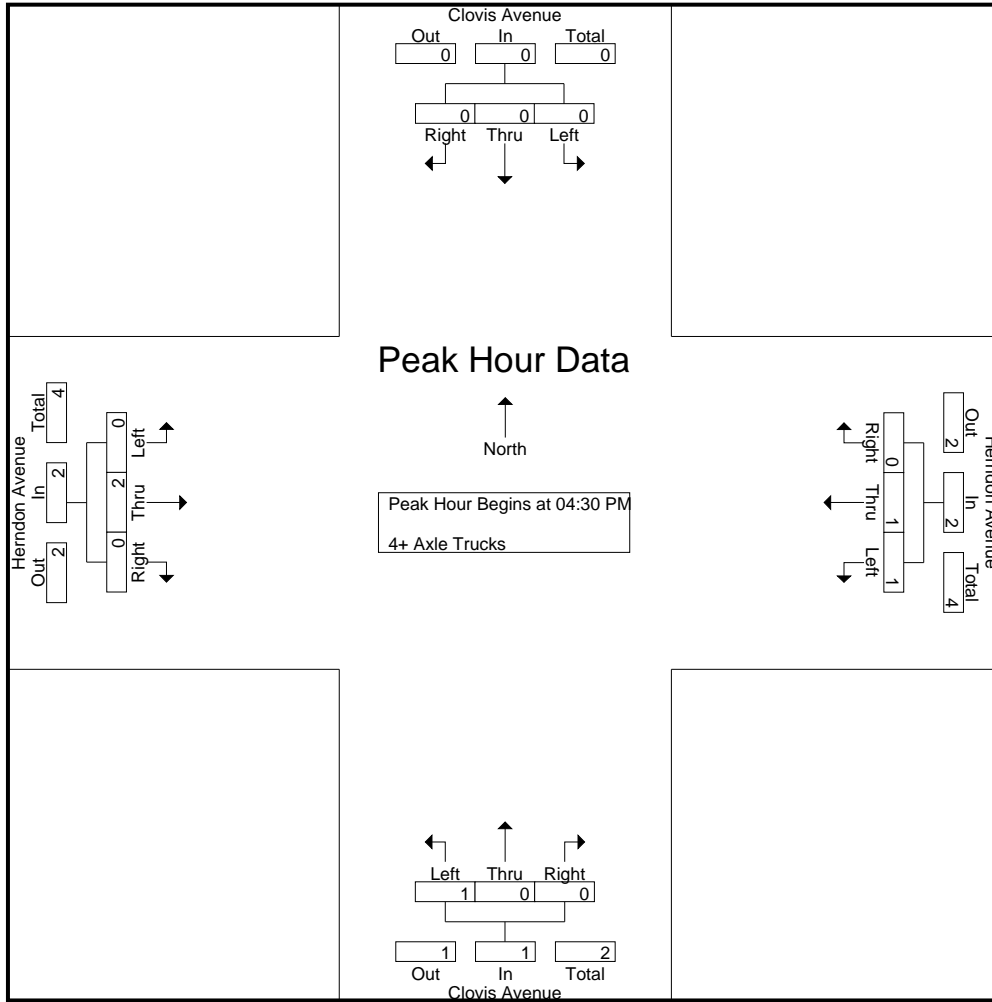 Clovis Avenue
Out In Total
0 0 0
0 0 0
Right Thru Left
Peak Hour Data
North
Peak Hour Begins at 04:30 PM
4+ Axle Trucks
Herndon Avenue
Out In Total
2 2 4
0 2 0
Left Thru Right
Herndon Avenue
Out In Total
2 2 4
0 1 1
Right Thru Left
Left Thru Right
1 0 0
1 1 2
Out In Total
Clovis Avenue